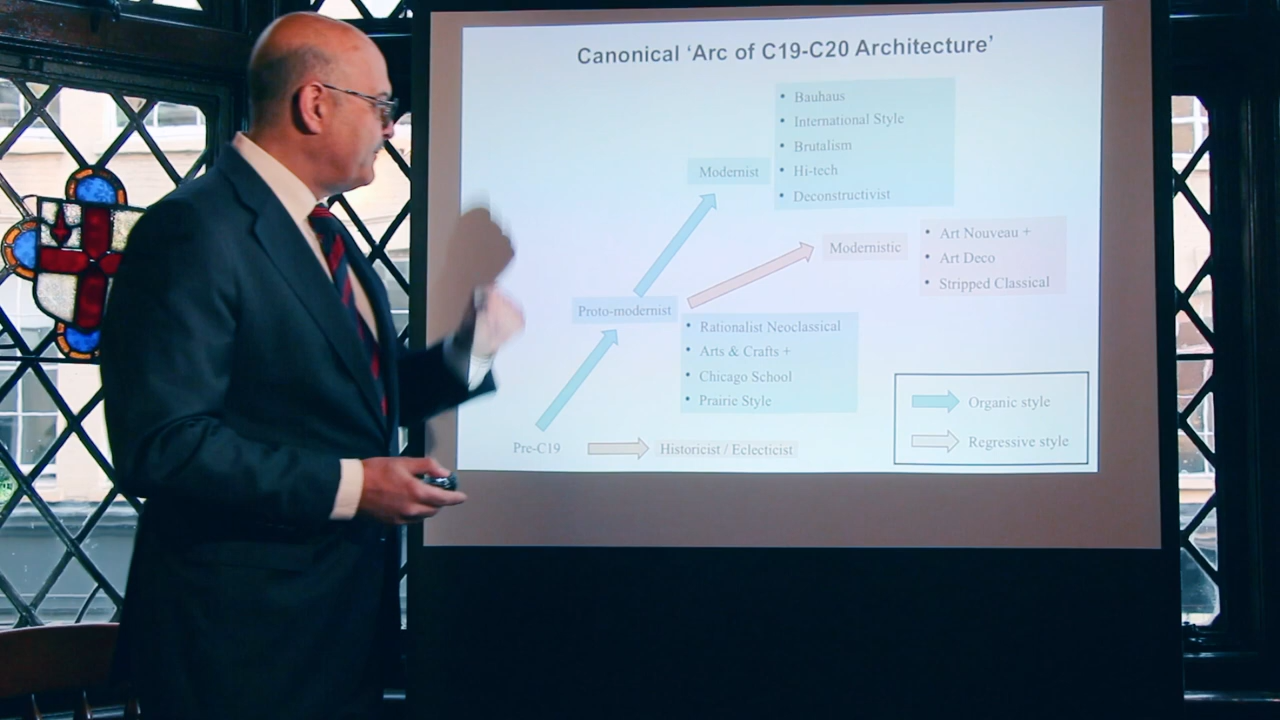 Canonical ‘Arc of C19-C20 Architecture’
• Bauhaus
• International Style
• Brutalism
• Hi-tech
• Deconstructivist
Modernist
Modernistic
• Art Nouveau +
• Art Deco
• Stripped Classical
Proto-modernist
• Rationalist Neoclassical
• Arts & Crafts +
• Chicago School
• Prairie Style
Pre-C19
Historicist / Eclecticist
Organic style
Regressive style